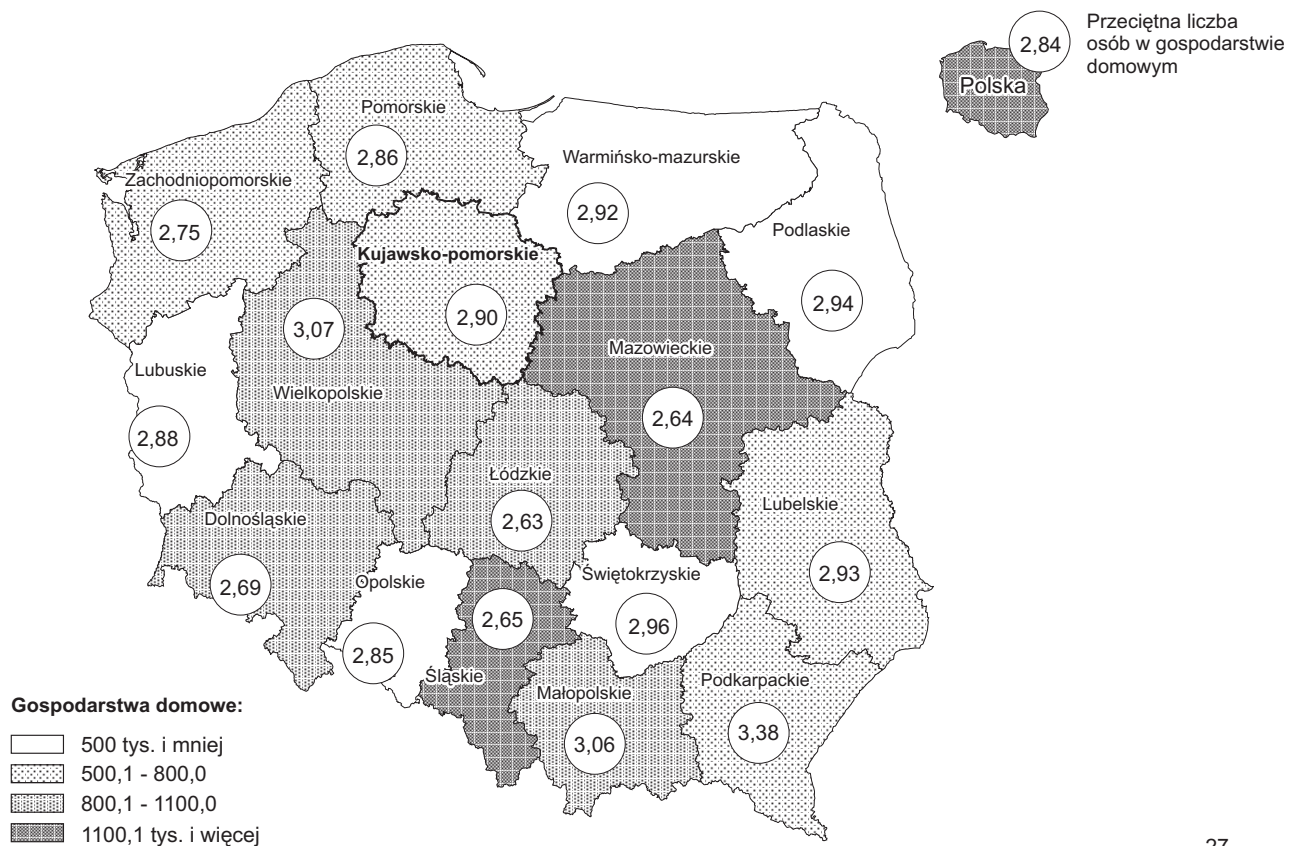 2,84
Przeciętna liczba
osób w gospodarstwie
domowym
Polska
Pomorskie
2,86
Warmińsko-mazurskie
2,92
Zachodniopomorskie
2,75
Podlaskie
2,94
Kujawsko-pomorskie
2,90
3,07
Wielkopolskie
Mazowieckie
2,64
Lubuskie
2,88
Łódzkie
2,63
Lubelskie
2,93
Dolnośląskie
2,69
Opolskie
2,85
2,65
Śląskie
Świętokrzyskie
2,96
Małopolskie
3,06
Podkarpackie
3,38
Gospodarstwa domowe:
500 tys. i mniej
500,1 - 800,0
800,1 - 1100,0
1100,1 tys. i więcej